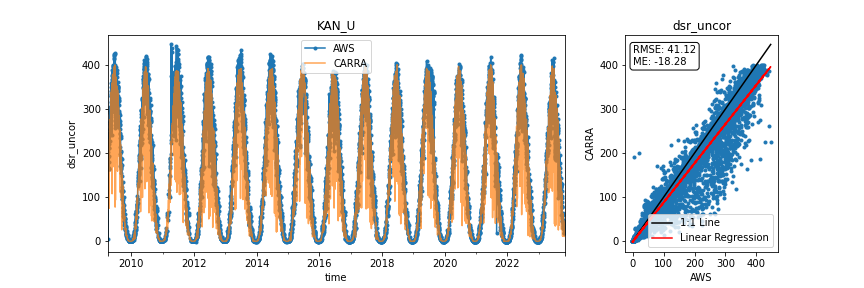 KAN_U
dsr_uncor
AWS
CARRA
dsr_uncor
400
300
200
100
0
2010
2012
2014
2016
2018
2020
2022
time
RMSE: 41.12
ME: -18.28
CARRA
400
300
200
100
0
1:1 Line
Linear Regression
0
100
200
300
400
AWS